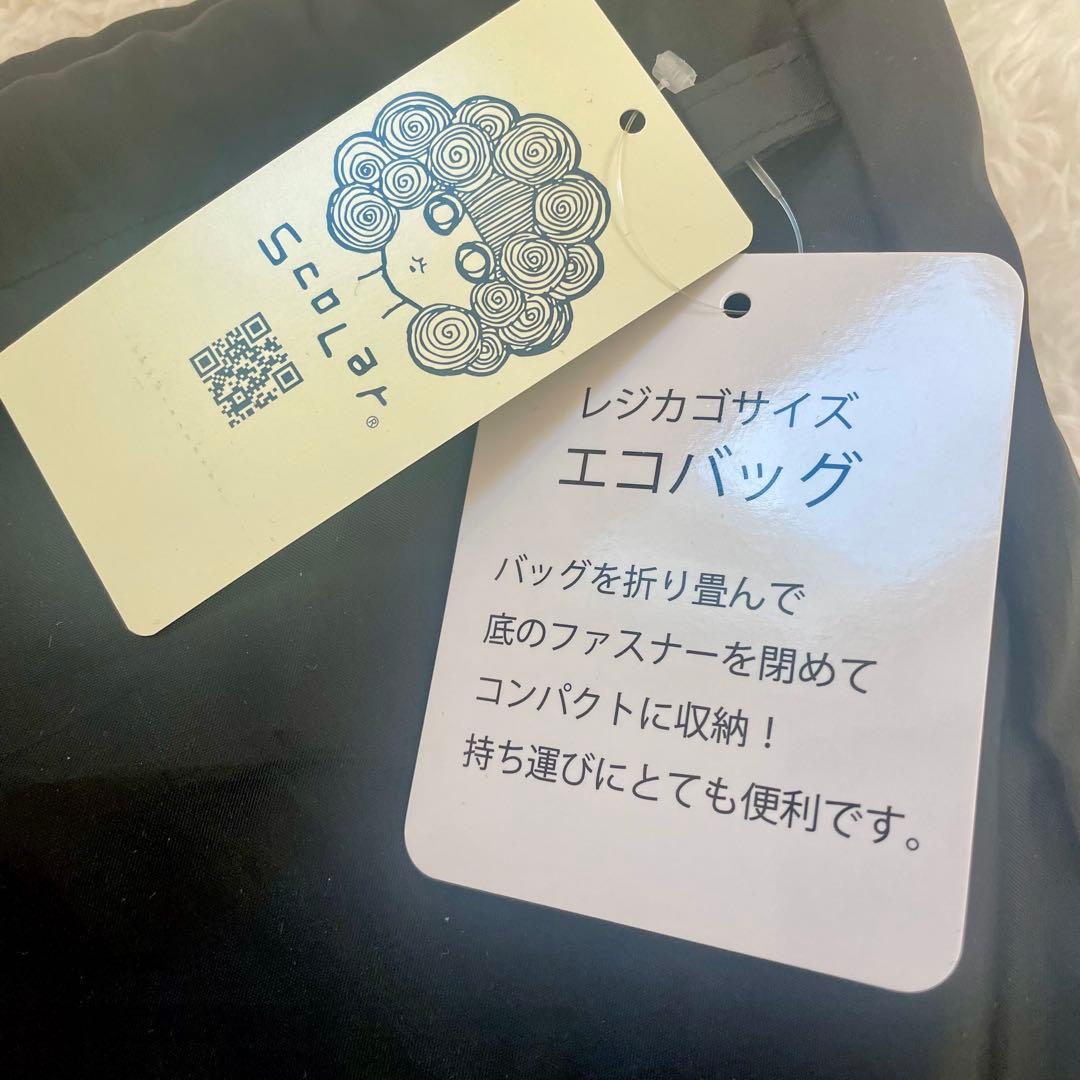 ScoLar®
レジカゴサイズ
エコバッグ
バッグを折り畳んで
底のファスナーを閉めて
コンパクトに収納！
持ち運びにとても便利です。